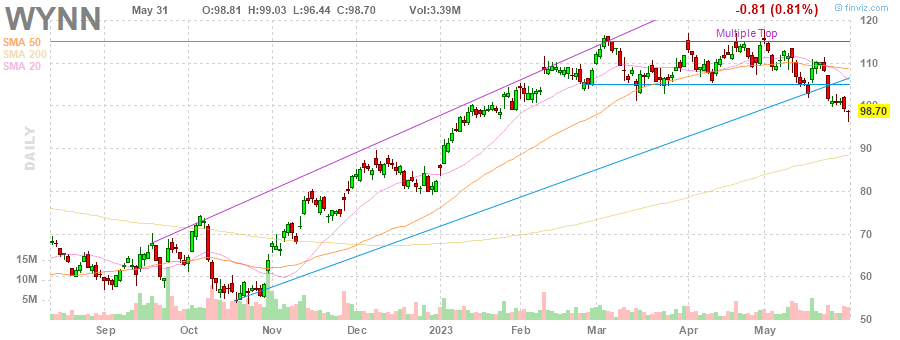 WYNN May 31 O:98.81 H:99.03 L:96.44 C:98.70 Vol:3.39M -0.81 (0.81%) © finviz.com
SMA 50
SMA 200
SMA 20
Multiple Top
120
110
100
98.70
90
80
70
60
50
DAILY
15M
10M
5M
Sep Oct Nov Dec 2023 Feb Mar Apr May